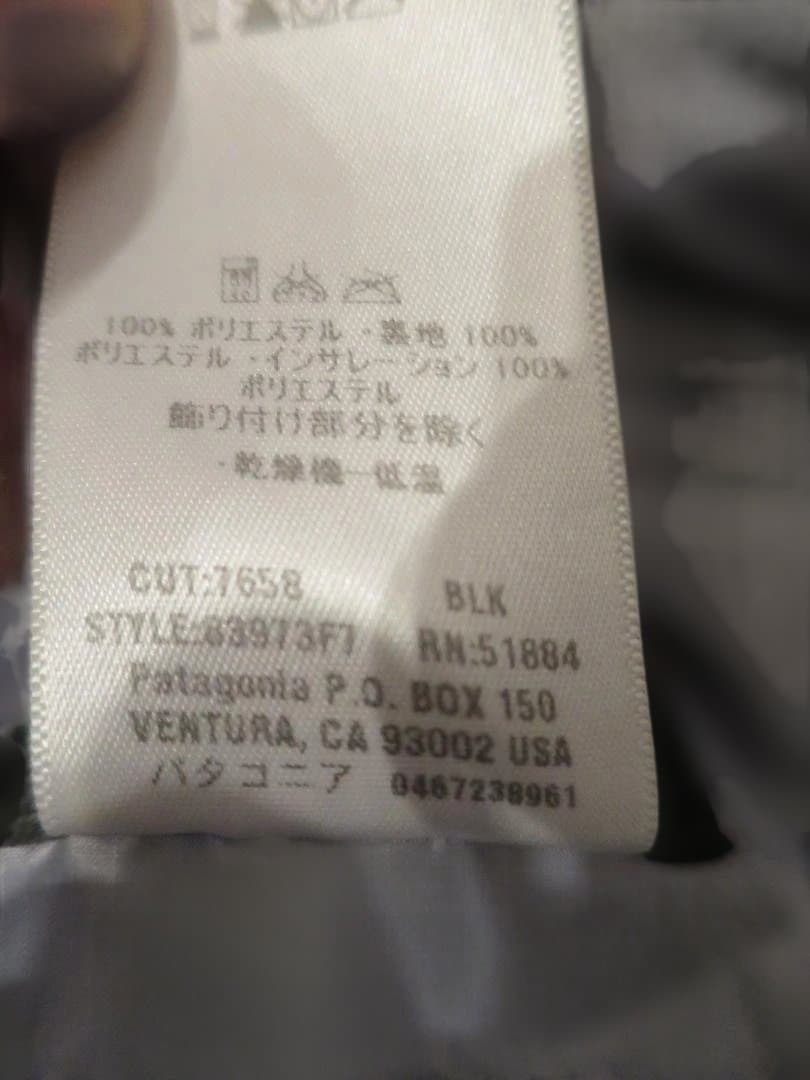 100% ポリエステル ・裏地 100%
ポリエステル ・インサレーション 100%
ポリエステル
飾り付け部分を除く
・乾燥機―低温
CUT:7658 BLK
STYLE:83973F7 RN:51884
Patagonia P.O. BOX 150
VENTURA, CA 93002 USA
パタゴニア 0467238961